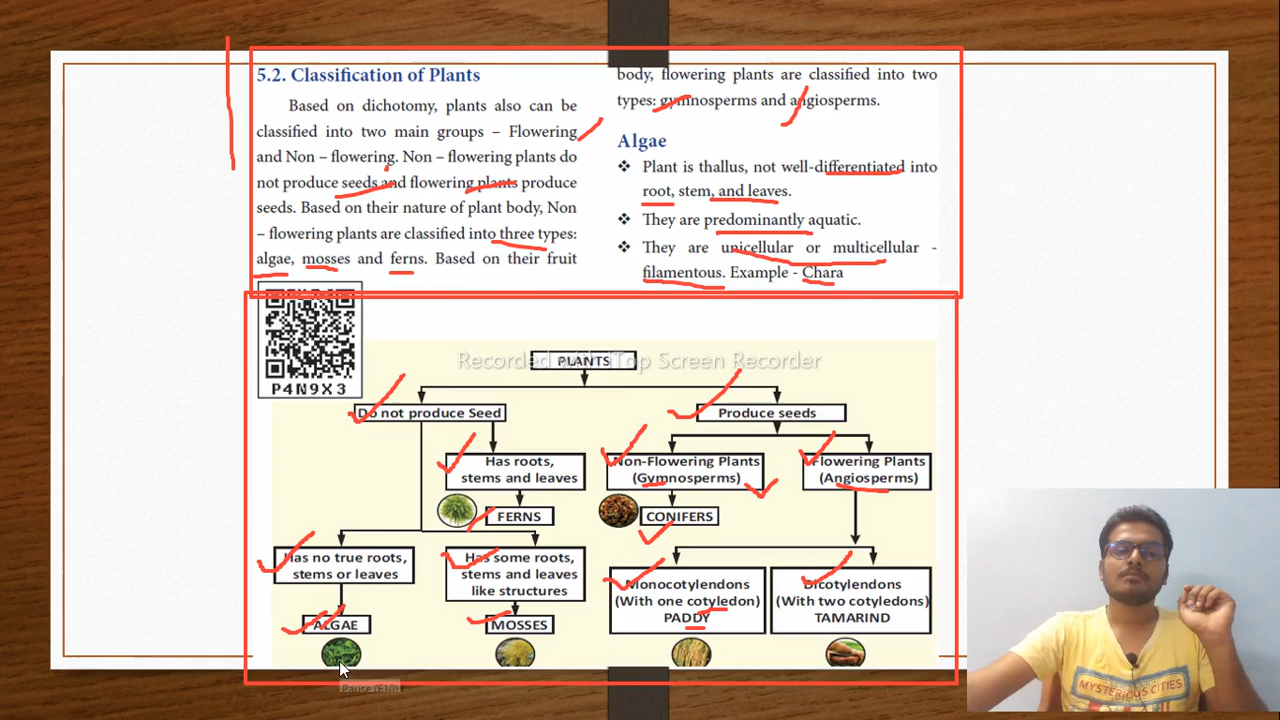 5.2. Classification of Plants
Based on dichotomy, plants also can be
classified into two main groups – Flowering
and Non – flowering. Non – flowering plants do
not produce seeds and flowering plants produce
seeds. Based on their nature of plant body, Non
– flowering plants are classified into three types:
algae, mosses and ferns. Based on their fruit
body, flowering plants are classified into two
types: gymnosperms and angiosperms.
Algae
❖ Plant is thallus, not well-differentiated into
root, stem, and leaves.
❖ They are predominantly aquatic.
❖ They are unicellular or multicellular -
filamentous. Example - Chara
P4N9X3
Recorded with iTop Screen Recorder
PLANTS
Do not produce Seed
Produce seeds
Has roots,
stems and leaves
Non-Flowering Plants
(Gymnosperms)
Flowering Plants
(Angiosperms)
FERNS
CONIFERS
Has no true roots,
stems or leaves
Has some roots,
stems and leaves
like structures
Monocotylendons
(With one cotyledon)
PADDY
Dicotylendons
(With two cotyledons)
TAMARIND
ALGAE
MOSSES
Pause (F10)
MYSTERIOUS CITIES